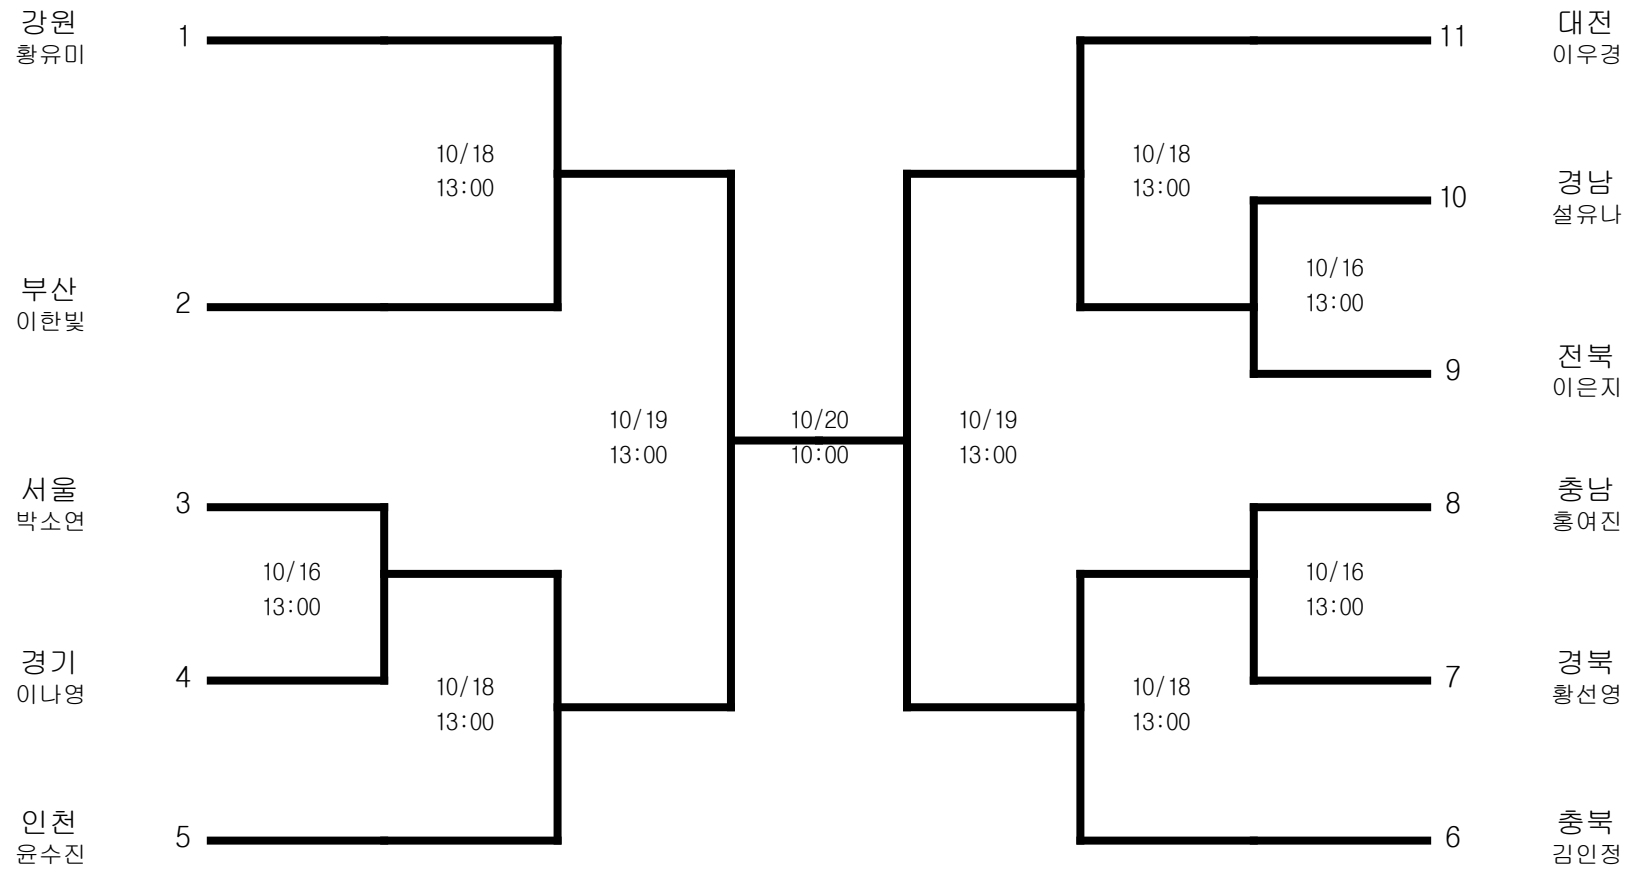 강원
황유미
1
11
대전
이우경
10/18
13:00
10/18
13:00
10
경남
설유나
부산
이한빛
2
10/16
13:00
9
전북
이은지
10/19
13:00
10/20
10:00
10/19
13:00
서울
박소연
3
8
충남
홍여진
10/16
13:00
10/16
13:00
경기
이나영
4
10/18
13:00
10/18
13:00
7
경북
황선영
인천
윤수진
5
6
충북
김인정